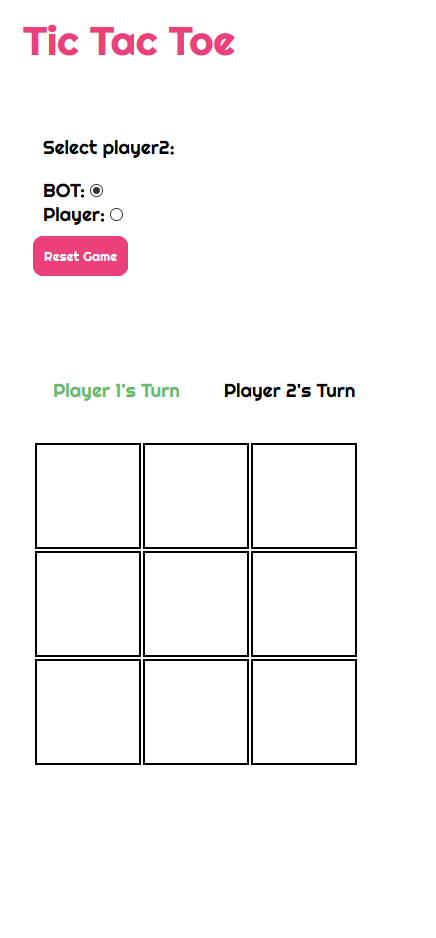 Tic Tac Toe
Select player2:
BOT:
Player:
Reset Game
Player 1's Turn Player 2's Turn